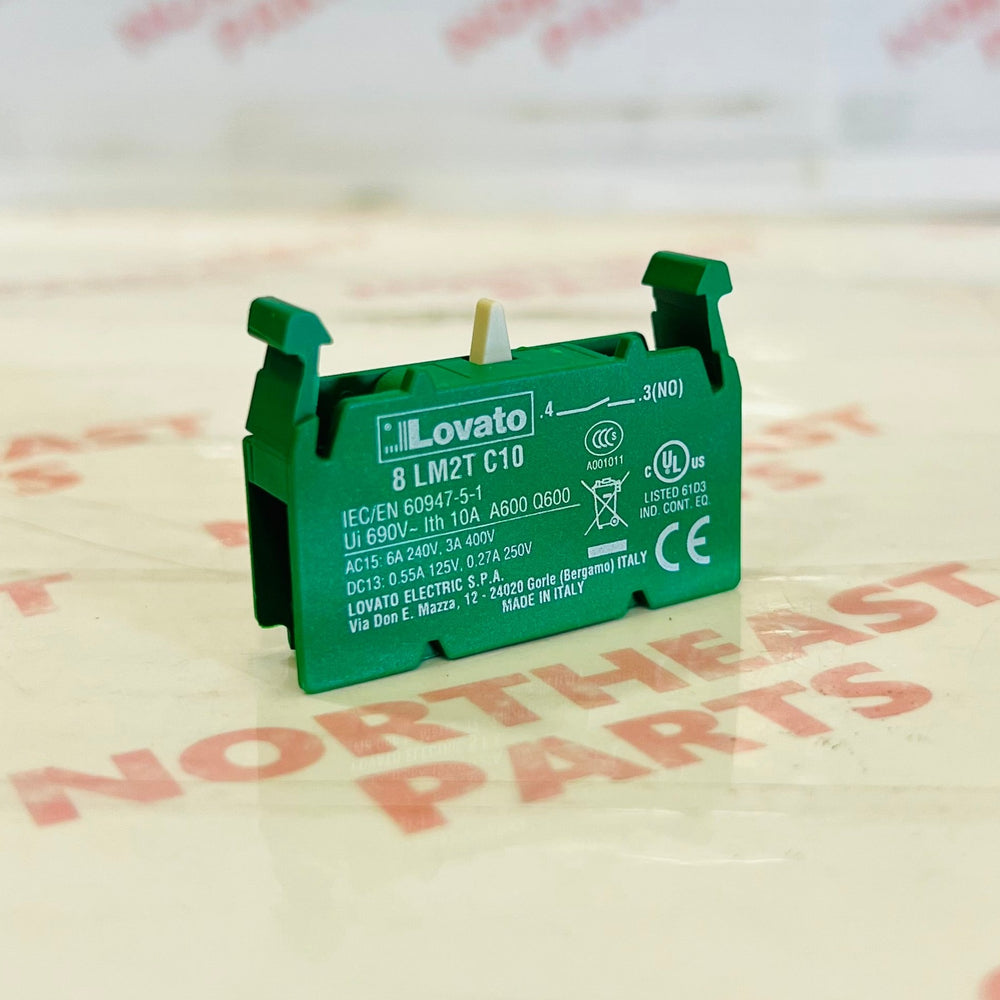 Lovato
.4 .3(NO)
8 LM2T C10
CCC S
A001011
IEC/EN 60947-5-1
Ui 690V~ Ith 10A A600 Q600
AC15: 6A 240V, 3A 400V
DC13: 0.55A 125V, 0.27A 250V
C UL US
LISTED 61D3
IND. CONT. EQ.
CE
LOVATO ELECTRIC S.P.A.
Via Don E. Mazza, 12 - 24020 Gorle (Bergamo) ITALY
MADE IN ITALY
NORTHEAST
PARTS